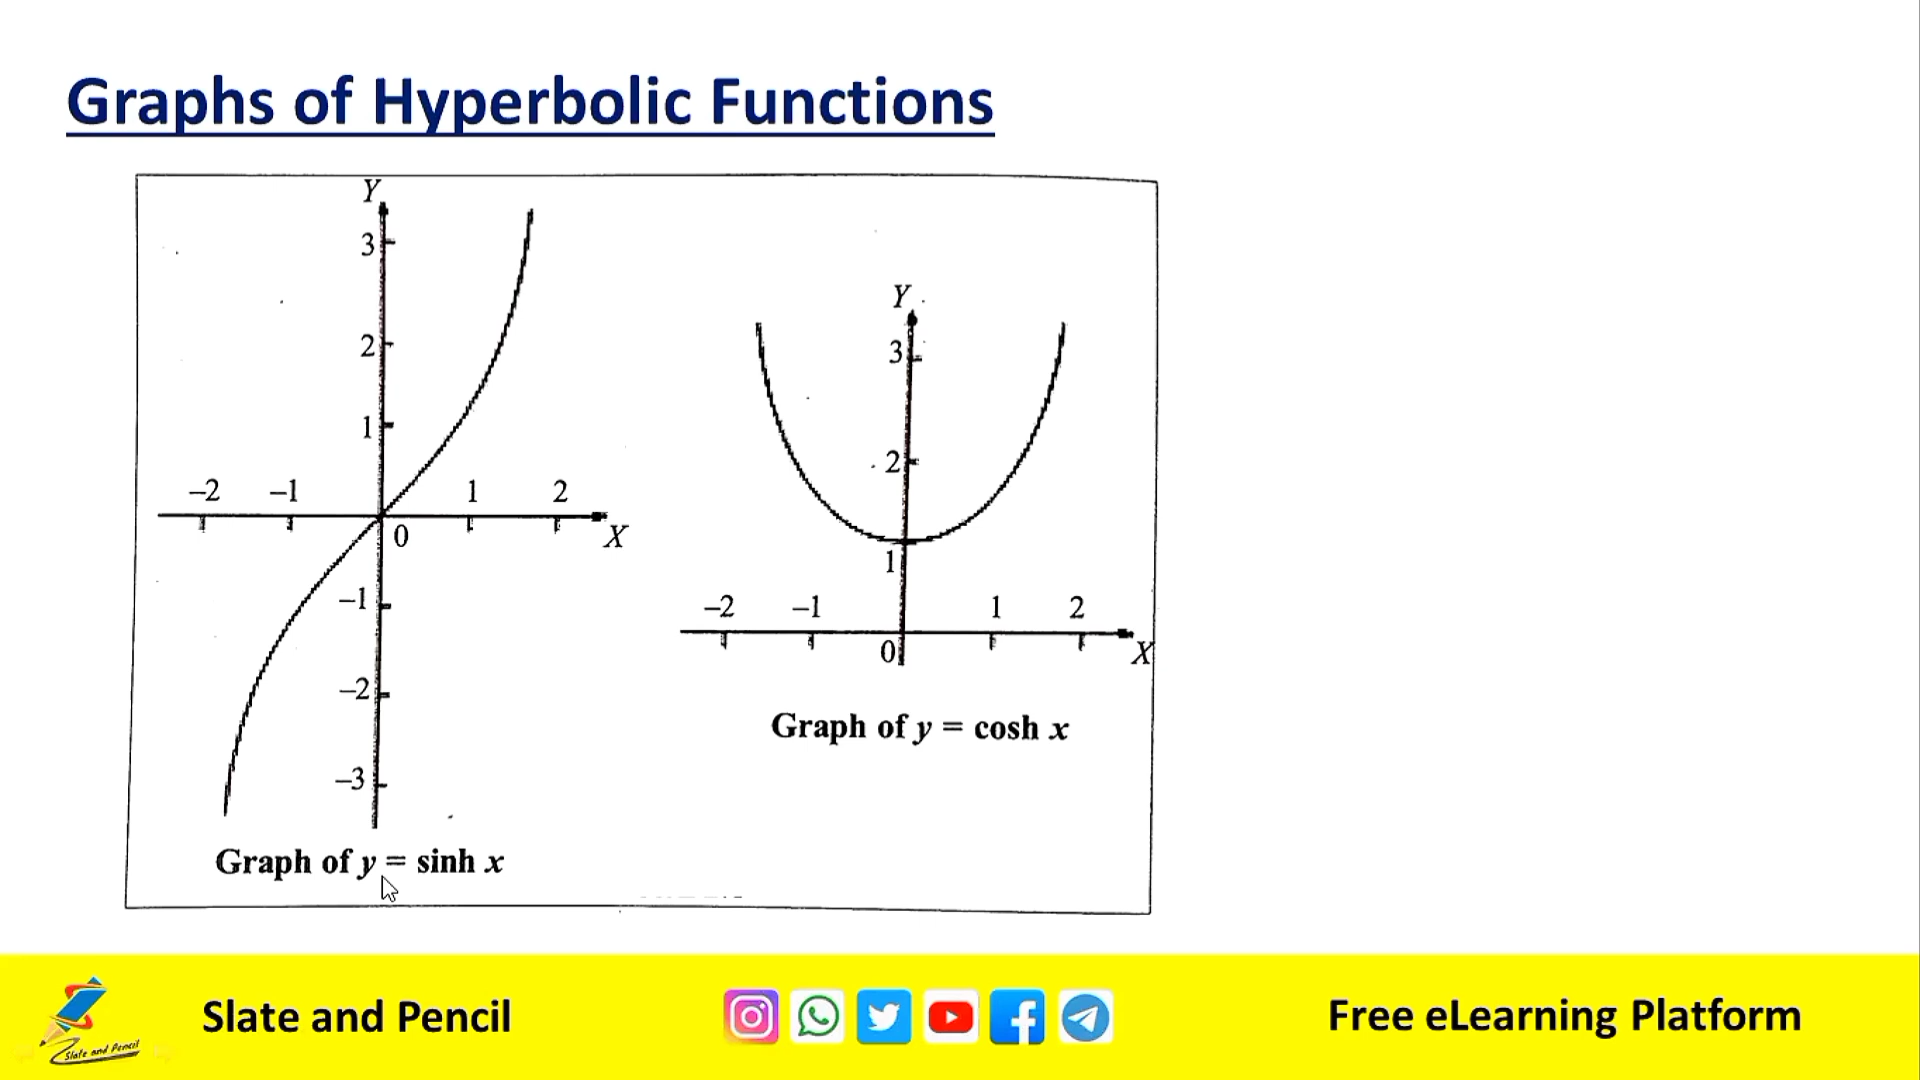 Graphs of Hyperbolic Functions
Y
3
2
1
–2 –1 1 2
0 X
–1
–2
–3
Graph of y = sinh x
Y
3
2
1
–2 –1 1 2
0 X
Graph of y = cosh x
Slate and Pencil
Slate and Pencil
Free eLearning Platform